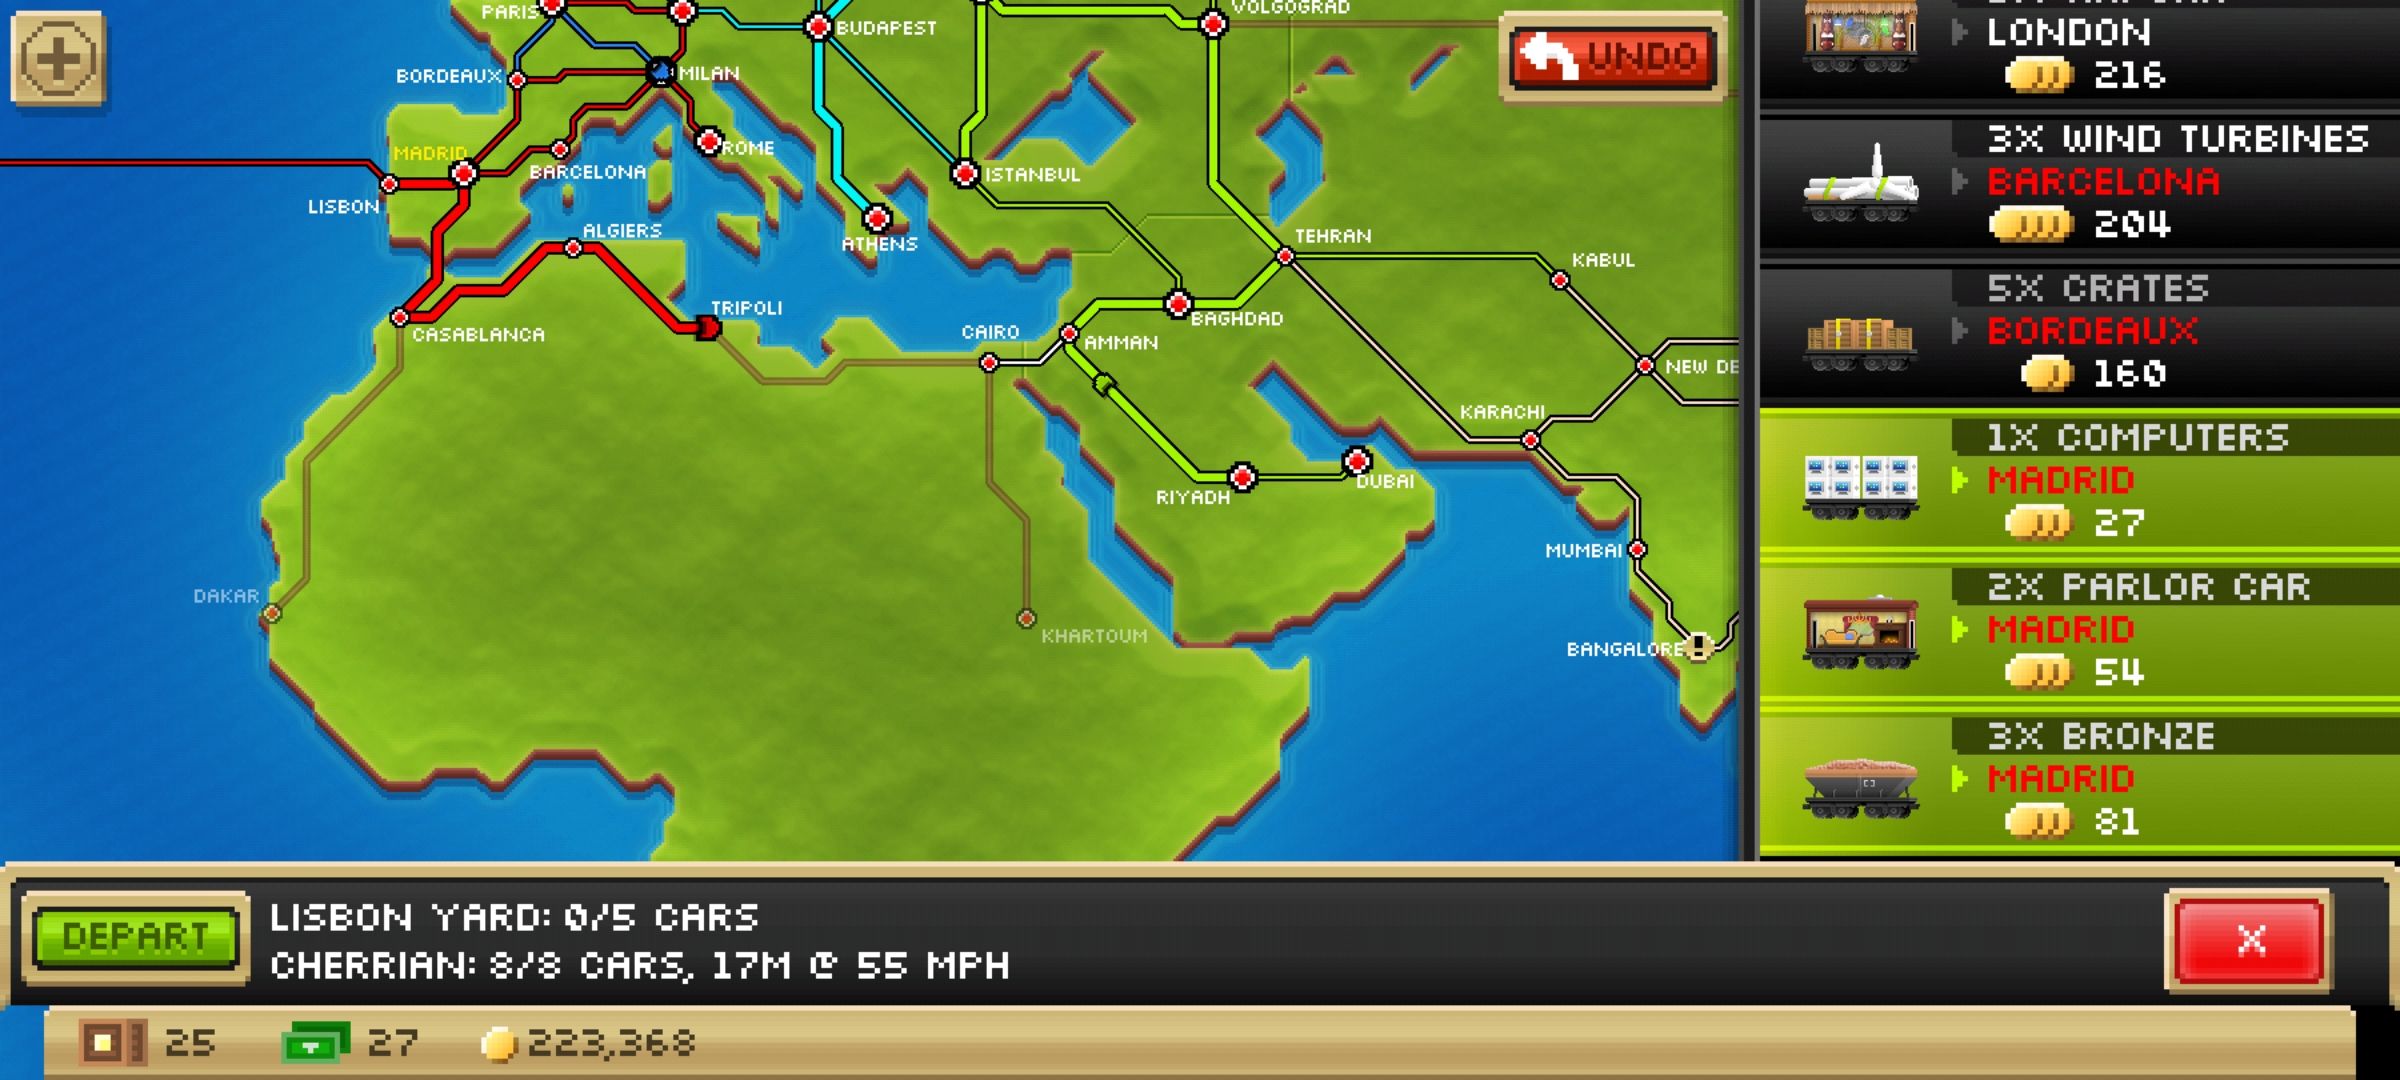 PARIS
BUDAPEST
VOLGOGRAD
LONDON
216
UNDO
BORDEAUX
MILAN
3X WIND TURBINES
BARCELONA
204
MADRID
ROME
BARCELONA
ISTANBUL
LISBON
ALGIERS
ATHENS
TEHRAN
KABUL
5X CRATES
BORDEAUX
160
TRIPOLI
CASABLANCA
CAIRO
AMMAN
BAGHDAD
NEW DE
KARACHI
1X COMPUTERS
MADRID
27
RIYADH
DUBAI
MUMBAI
DAKAR
KHARTOUM
BANGALORE
2X PARLOR CAR
MADRID
54
3X BRONZE
MADRID
81
DEPART
LISBON YARD: 0/5 CARS
CHERRIAN: 8/8 CARS, 17M @ 55 MPH
X
25
27
223,368